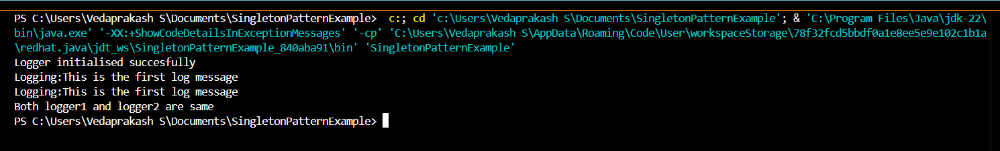 PS C:\Users\Vedaprakash S\Documents\SingletonPatternExample>  c:; cd 'c:\Users\Vedaprakash S\Documents\SingletonPatternExample'; & 'C:\Program Files\Java\jdk-22\
bin\java.exe' '-XX:+ShowCodeDetailsInExceptionMessages' '-cp' 'C:\Users\Vedaprakash S\AppData\Roaming\Code\User\workspaceStorage\78f32fcd5bbdf0a1e8ee5e9e102c1b1a
\redhat.java\jdt_ws\SingletonPatternExample_840aba91\bin' 'SingletonPatternExample'
Logger initialised succesfully
Logging:This is the first log message
Logging:This is the first log message
Both logger1 and logger2 are same
PS C:\Users\Vedaprakash S\Documents\SingletonPatternExample>